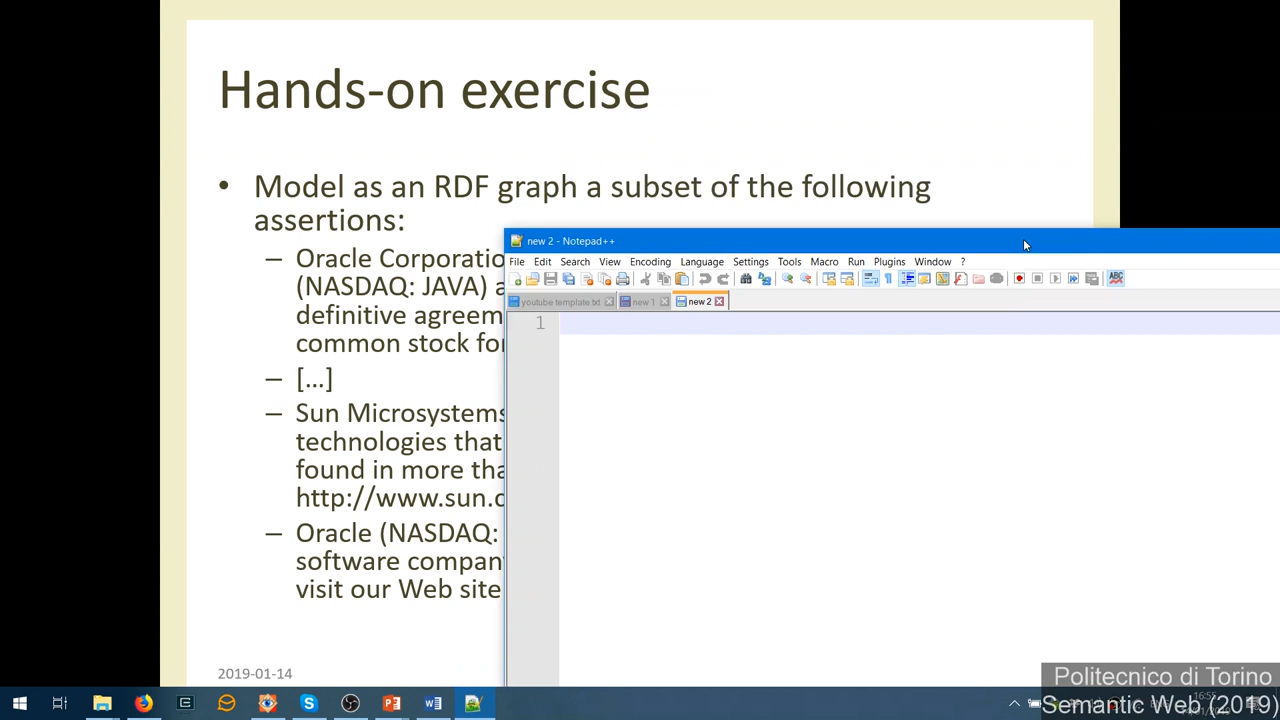 Hands-on exercise
• Model as an RDF graph a subset of the following
assertions:
– Oracle Corporatio
(NASDAQ: JAVA) a
definitive agreem
common stock for
– […]
– Sun Microsystems
technologies that
found in more tha
http://www.sun.c
– Oracle (NASDAQ:
software company
visit our Web site
2019-01-14
new 2 - Notepad++
File Edit Search View Encoding Language Settings Tools Macro Run Plugins Window ?
youtube template.txt new 1 new 2
1
Politecnico di Torino
Semantic Web (2019)
16:55